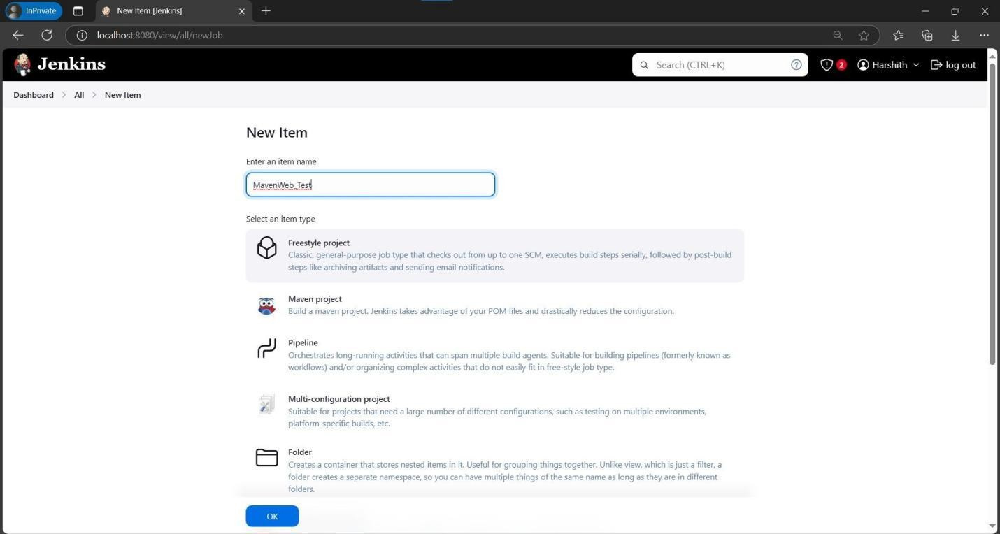 InPrivate
New Item [Jenkins]
localhost:8080/view/all/newJob
Jenkins
Search (CTRL+K)
2
Harshith
log out
Dashboard > All > New Item
New Item
Enter an item name
MavenWeb_Test
Select an item type
Freestyle project
Classic, general-purpose job type that checks out from up to one SCM, executes build steps serially, followed by post-build
steps like archiving artifacts and sending email notifications.
Maven project
Build a maven project. Jenkins takes advantage of your POM files and drastically reduces the configuration.
Pipeline
Orchestrates long-running activities that can span multiple build agents. Suitable for building pipelines (formerly known as
workflows) and/or organizing complex activities that do not easily fit in free-style job type.
Multi-configuration project
Suitable for projects that need a large number of different configurations, such as testing on multiple environments,
platform-specific builds, etc.
Folder
Creates a container that stores nested items in it. Useful for grouping things together. Unlike view, which is just a filter, a
folder creates a separate namespace, so you can have multiple things of the same name as long as they are in different
folders.
OK